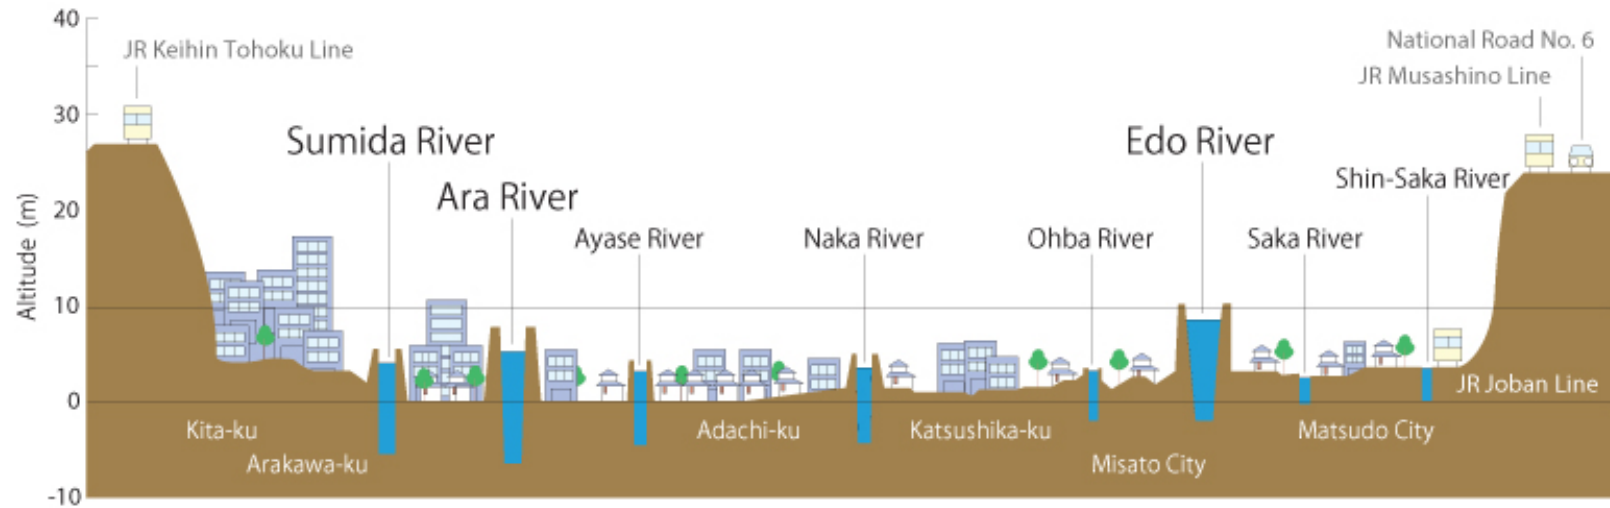 40
JR Keihin Tohoku Line
National Road No. 6
JR Musashino Line
30
Sumida River
Edo River
Shin-Saka River
Ara River
20
Ayase River
Naka River
Ohba River
Saka River
Altitude (m)
10
JR Joban Line
0
Kita-ku
Adachi-ku
Katsushika-ku
Matsudo City
Arakawa-ku
Misato City
-10